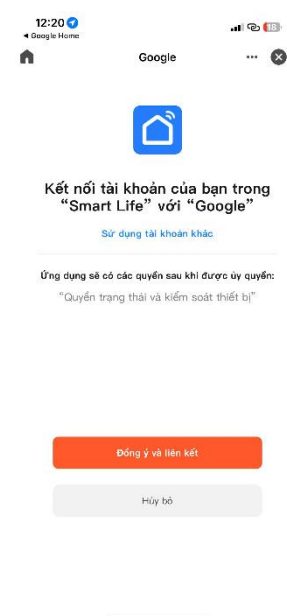 12:20
◀ Google Home
18
Google
Kết nối tài khoản của bạn trong
“Smart Life” với “Google”
Sử dụng tài khoản khác
Ứng dụng sẽ có các quyền sau khi được ủy quyền:
“Quyền trạng thái và kiểm soát thiết bị”
Đồng ý và liên kết
Hủy bỏ